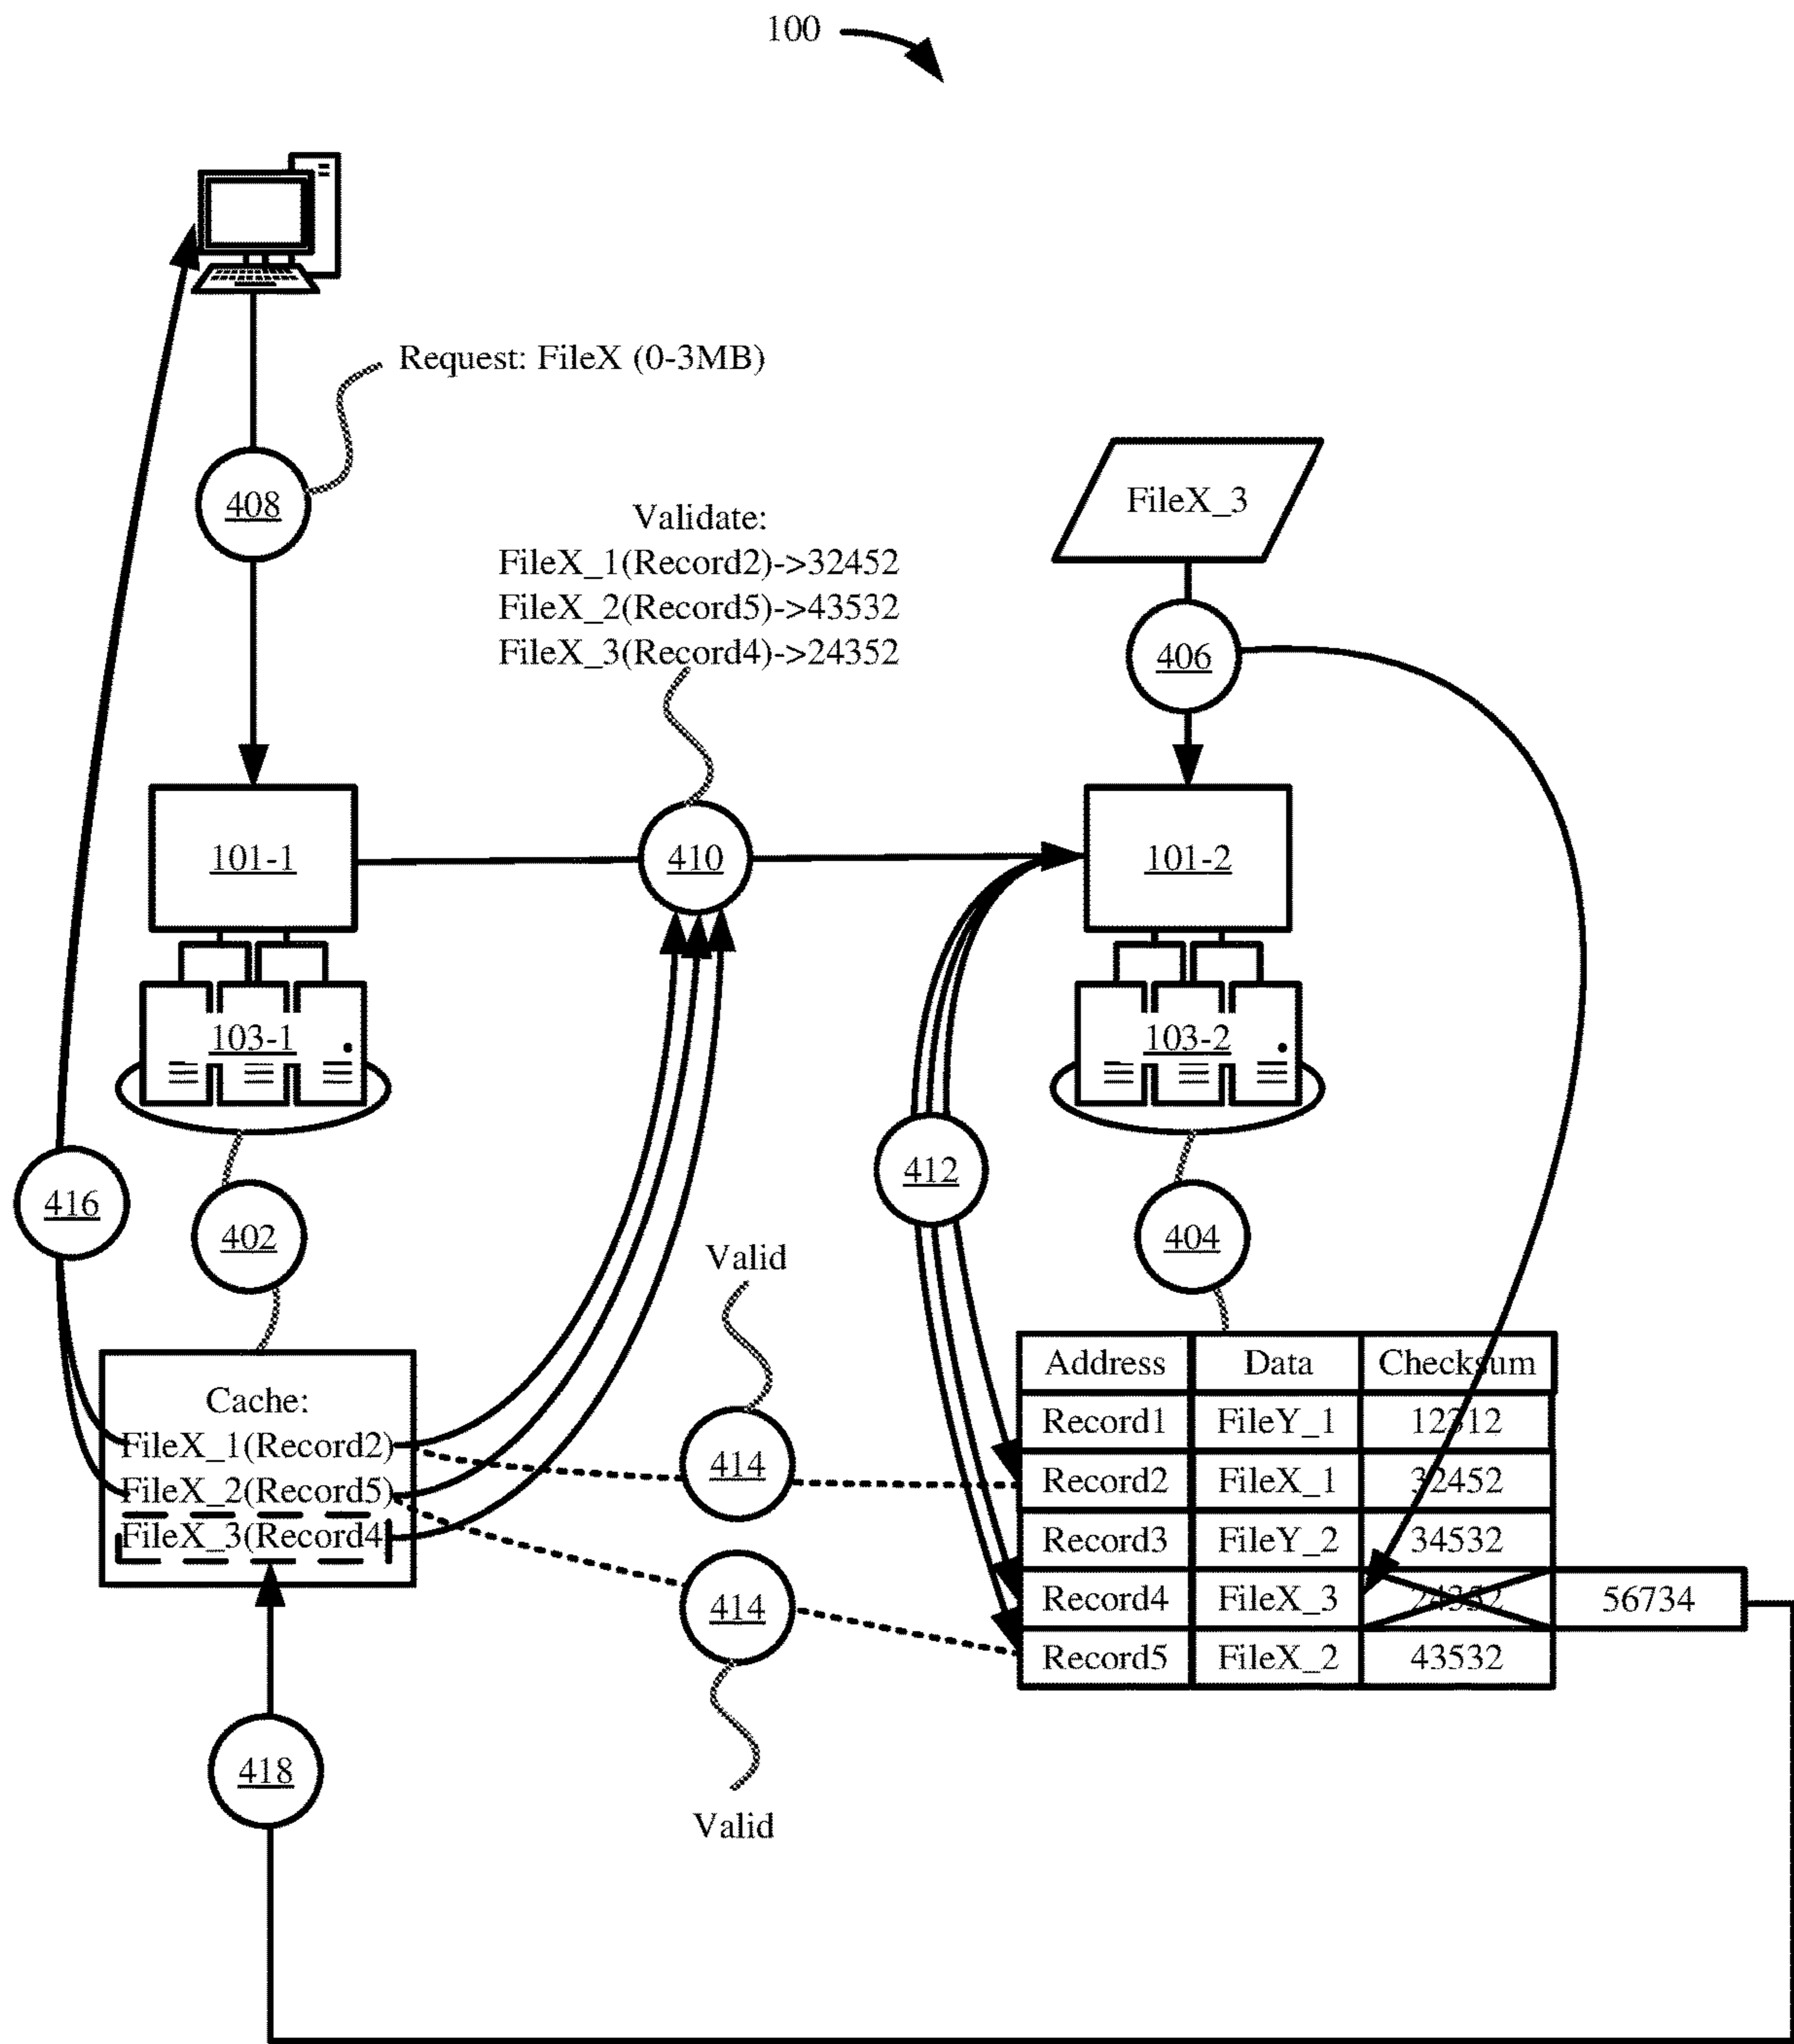 100
Request: FileX (0-3MB)
408
Validate:
FileX_1(Record2)->32452
FileX_2(Record5)->43532
FileX_3(Record4)->24352
FileX_3
406
101-1
410
101-2
103-1
103-2
412
416
402
404
Valid
Cache:
FileX_1(Record2)
FileX_2(Record5)
FileX_3(Record4
414
414
Valid
418
Address Data Checksum
Record1 FileY_1 12312
Record2 FileX_1 32452
Record3 FileY_2 34532
Record4 FileX_3 24352 56734
Record5 FileX_2 43532